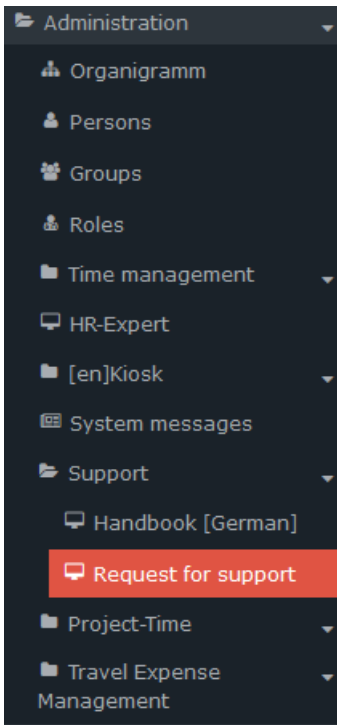 Administration
Organigramm
Persons
Groups
Roles
Time management
HR-Expert
[en]Kiosk
System messages
Support
Handbook [German]
Request for support
Project-Time
Travel Expense
Management